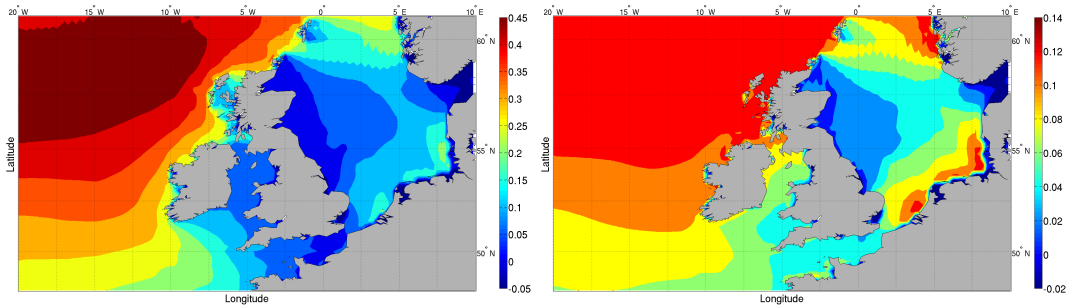 20° W 15° W 10° W 5° W 0° 5° E 10° E
60° N
55° N
50° N
Latitude
Longitude
0.45
0.4
0.35
0.3
0.25
0.2
0.15
0.1
0.05
0
-0.05
20° W 15° W 10° W 5° W 0° 5° E 10° E
60° N
55° N
50° N
Latitude
Longitude
0.14
0.12
0.1
0.08
0.06
0.04
0.02
0
-0.02